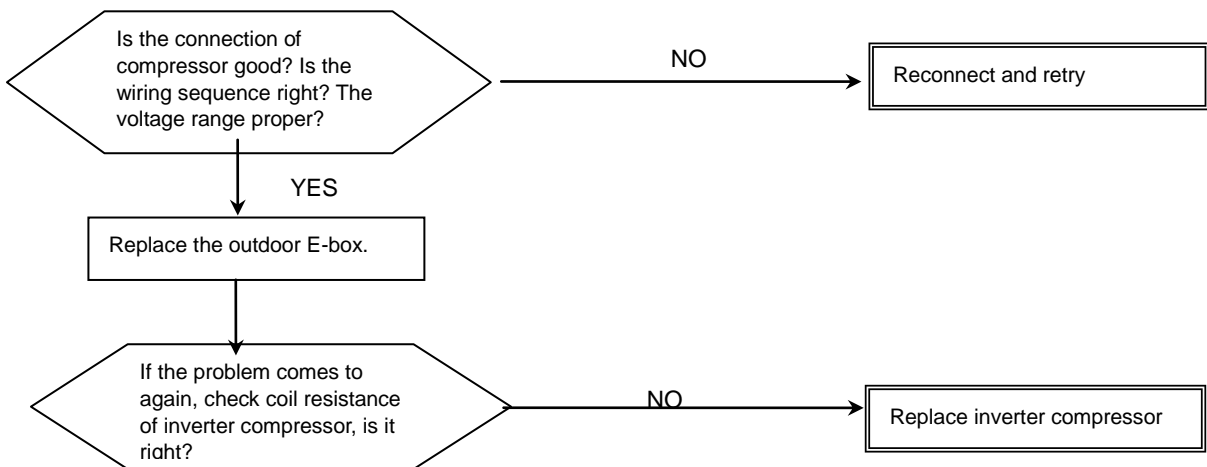 Is the connection of
compressor good? Is the
wiring sequence right? The
voltage range proper?
NO
Reconnect and retry
YES
Replace the outdoor E-box.
If the problem comes to
again, check coil resistance
of inverter compressor, is it
right?
NO
Replace inverter compressor